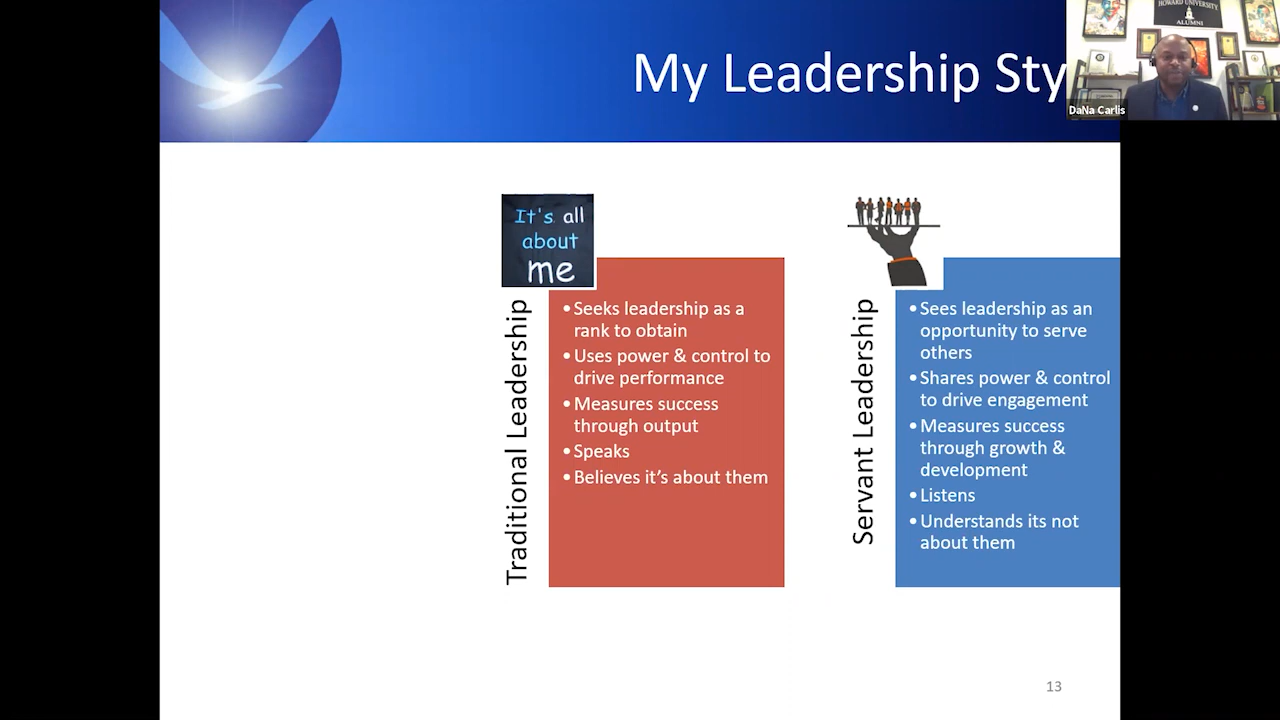 My Leadership Sty
HOWARD UNIVERSITY
ALUMNI
DaNa Carlis
It's all
about
me
Traditional Leadership
•Seeks leadership as a
rank to obtain
•Uses power & control to
drive performance
•Measures success
through output
•Speaks
•Believes it's about them
Servant Leadership
•Sees leadership as an
opportunity to serve
others
•Shares power & control
to drive engagement
•Measures success
through growth &
development
•Listens
•Understands its not
about them
13